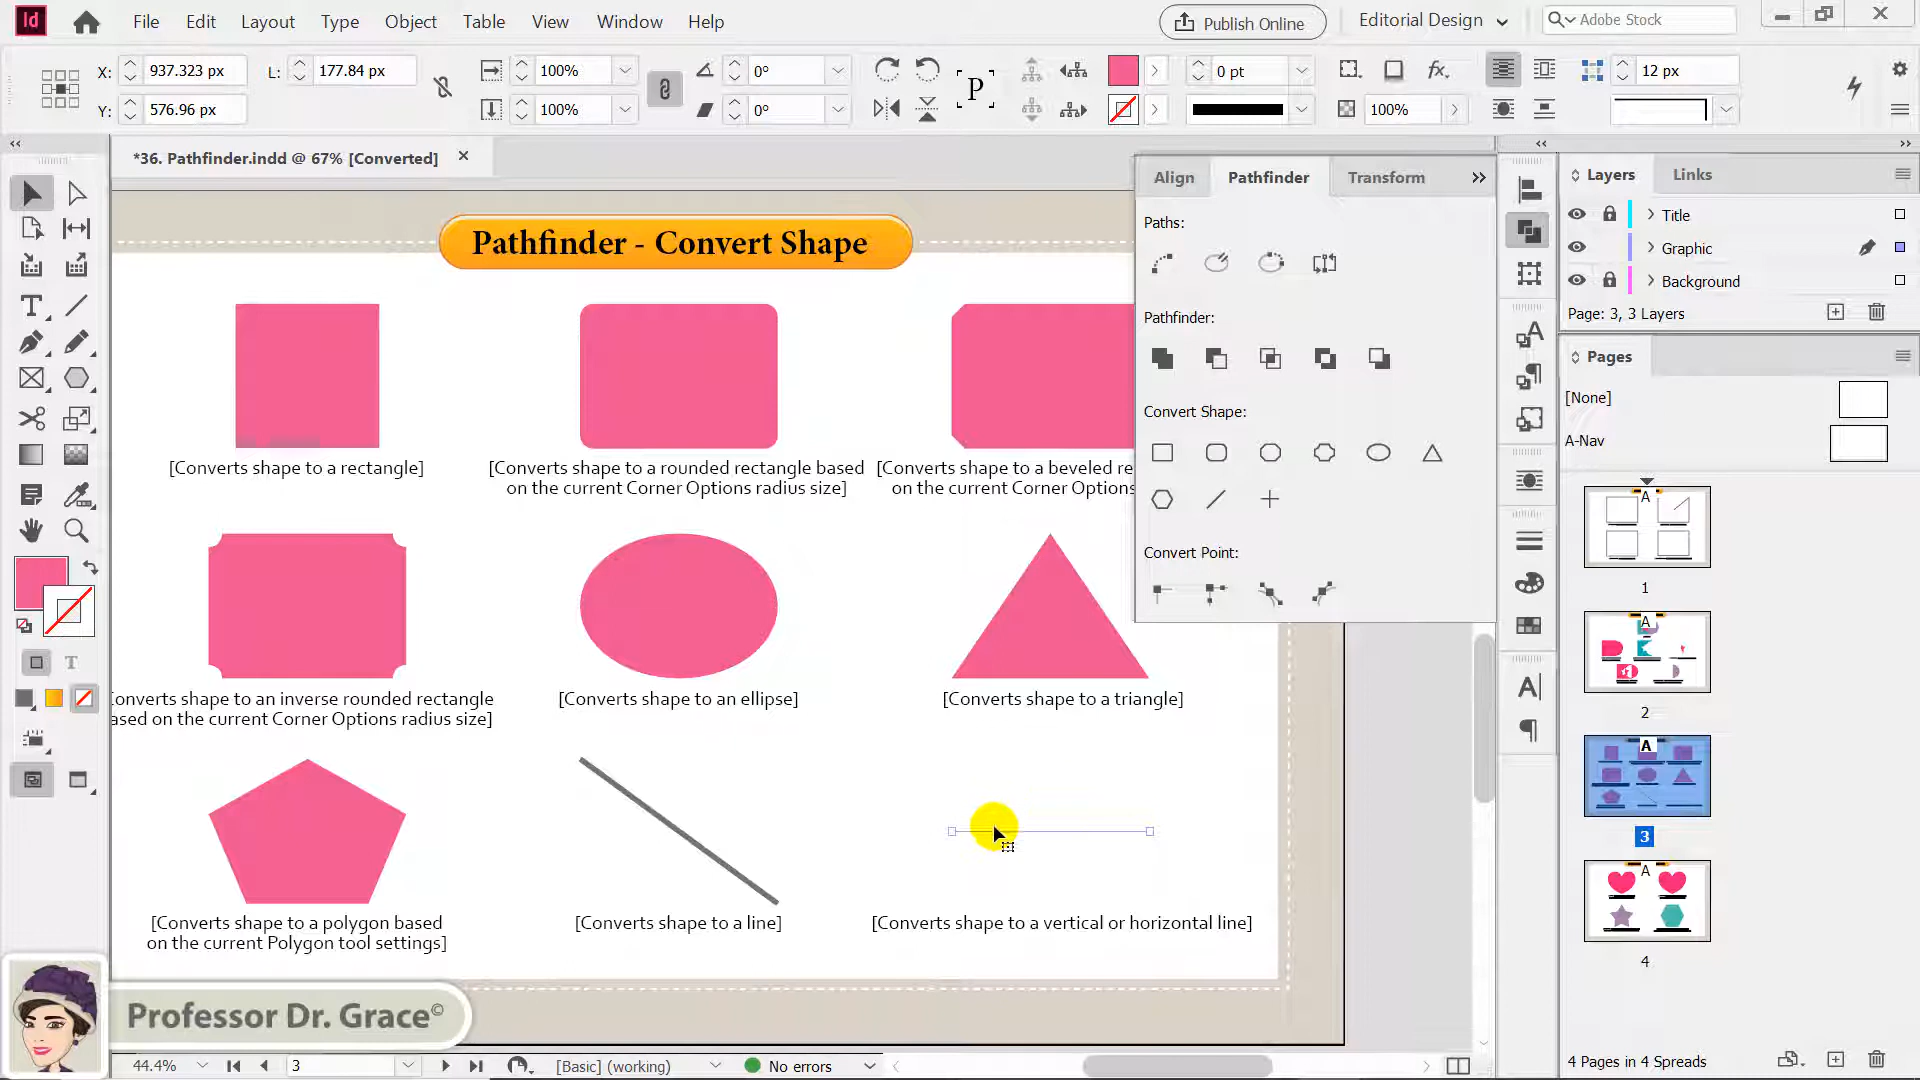 Id
File
Edit
Layout
Type
Object
Table
View
Window
Help
Publish Online
Editorial Design
Adobe Stock
X:
937.323 px
L:
177.84 px
100%
0°
P
0 pt
fx.
12 px
Y:
576.96 px
100%
0°
100%
*36. Pathfinder.indd @ 67% [Converted]
Pathfinder - Convert Shape
[Converts shape to a rectangle]
[Converts shape to a rounded rectangle based
on the current Corner Options radius size]
[Converts shape to a beveled re
on the current Corner Options
onverts shape to an inverse rounded rectangle
ased on the current Corner Options radius size]
[Converts shape to an ellipse]
[Converts shape to a triangle]
[Converts shape to a polygon based
on the current Polygon tool settings]
[Converts shape to a line]
[Converts shape to a vertical or horizontal line]
Align
Pathfinder
Transform
Paths:
Pathfinder:
Convert Shape:
Convert Point:
Layers
Links
Title
Graphic
Background
Page: 3, 3 Layers
Pages
[None]
A-Nav
A
1
A
2
A
3
A
4
4 Pages in 4 Spreads
Professor Dr. Grace©
44.4%
3
[Basic] (working)
No errors